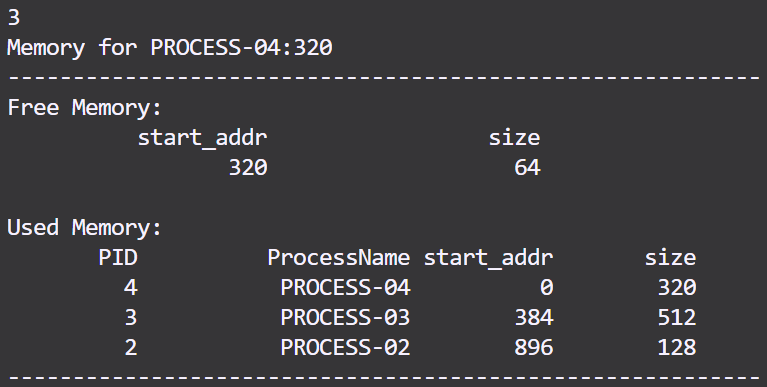 3
Memory for PROCESS-04:320
----------------------------------------------------------
Free Memory:
start_addr size
320 64
Used Memory:
PID ProcessName start_addr size
4 PROCESS-04 0 320
3 PROCESS-03 384 512
2 PROCESS-02 896 128
----------------------------------------------------------